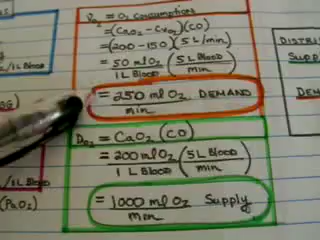 V̇O₂ = O₂ Consumption
= (CaO₂ - CvO₂)(CO)
= (200 - 150)(5 L/min)
= 50 ml O₂ (5 L Blood
1 L Blood min)
= 250 ml O₂ DEMAND
min
DO₂ = CaO₂ (CO)
= 200 ml O₂ (5 L Blood
1 L Blood min)
= 1000 ml O₂ Supply
min
DISTRI
Supp
DEM
/L Blood
(PaO₂)